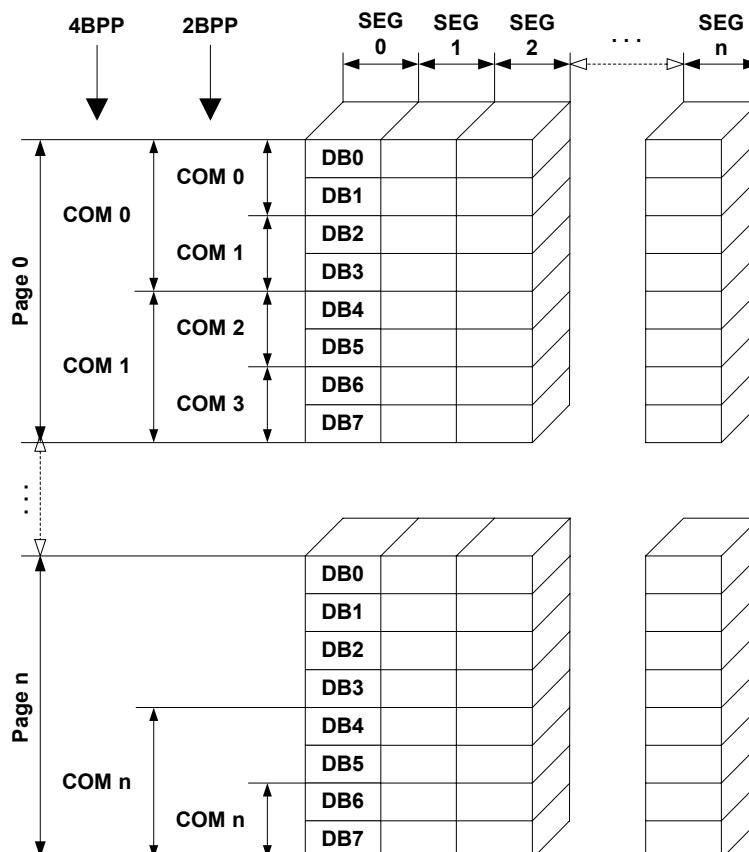 4BPP
2BPP
SEG
0
SEG
1
SEG
2
. . .
SEG
n
Page 0
COM 0
COM 1
COM 0
COM 1
COM 2
COM 3
DB0
DB1
DB2
DB3
DB4
DB5
DB6
DB7
. . .
Page n
COM n
COM n
DB0
DB1
DB2
DB3
DB4
DB5
DB6
DB7